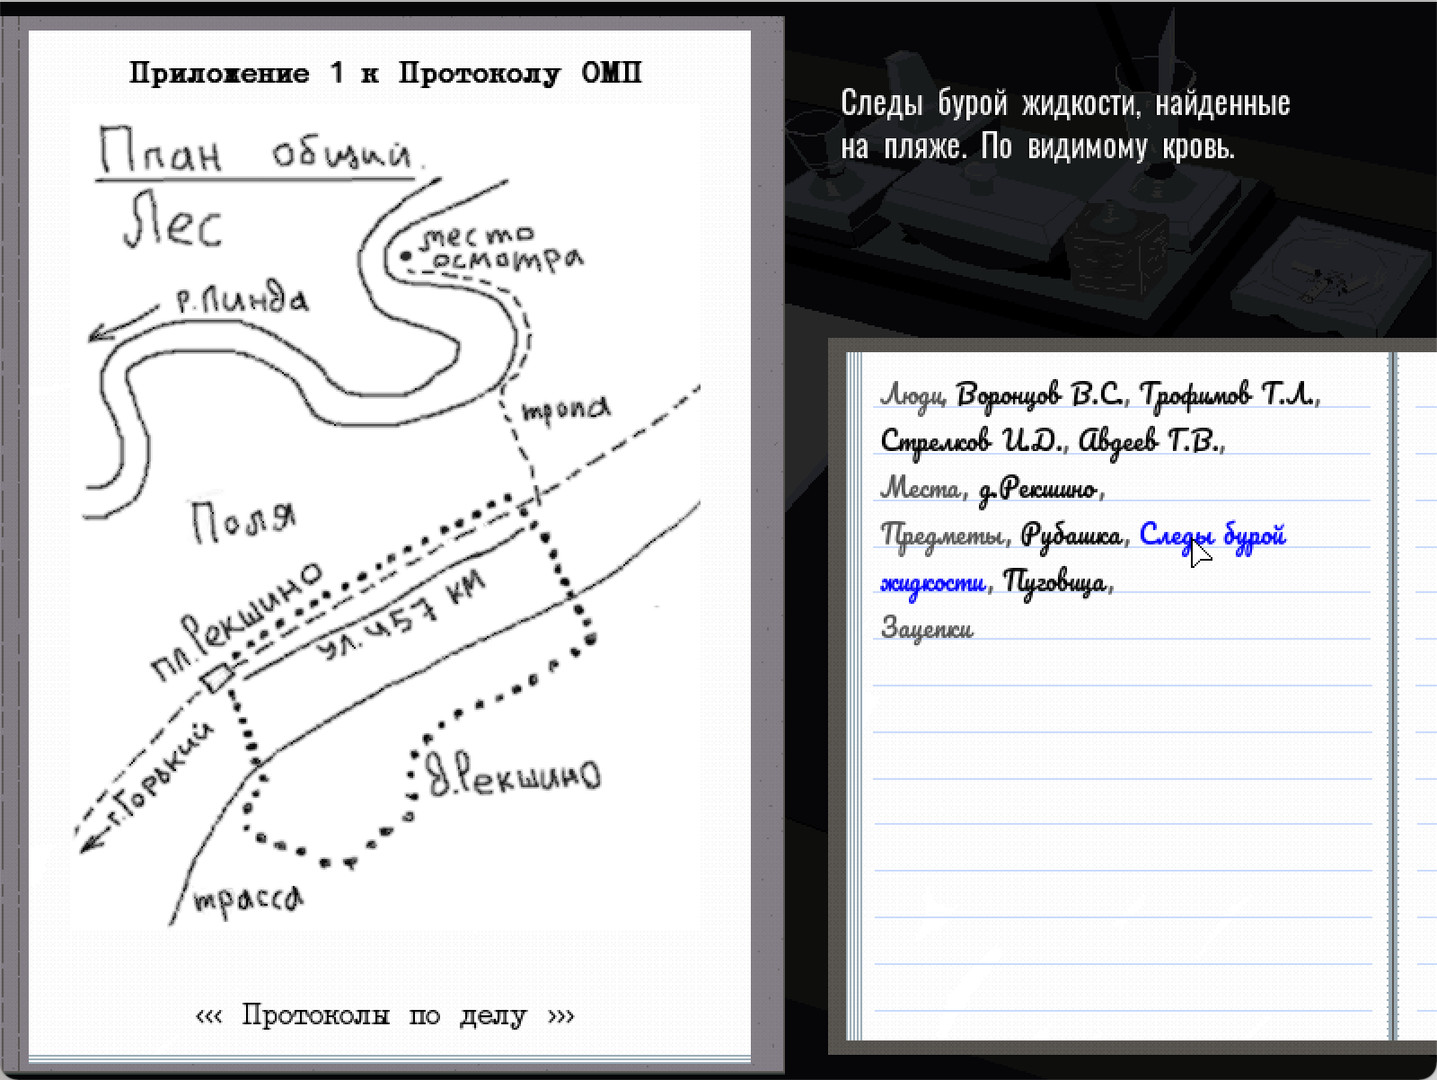 Приложение 1 к Протоколу ОМП
План общий.
Лес
место
осмотра
р.Линда
тропа
Поля
пл.Рекшино
ул.457 км
г.Горький
д.Рекшино
трасса
‹‹‹ Протоколы по делу ›››
Следы бурой жидкости, найденные
на пляже. По видимому кровь.
Люди, Воронцов В.С., Трофимов Т.Л.,
Стрелков И.D., Авдеев Г.В.,
Места, д.Рекшино,
Предметы, Рубашка, Следы бурой
жидкости, Пуговица,
Зацепки